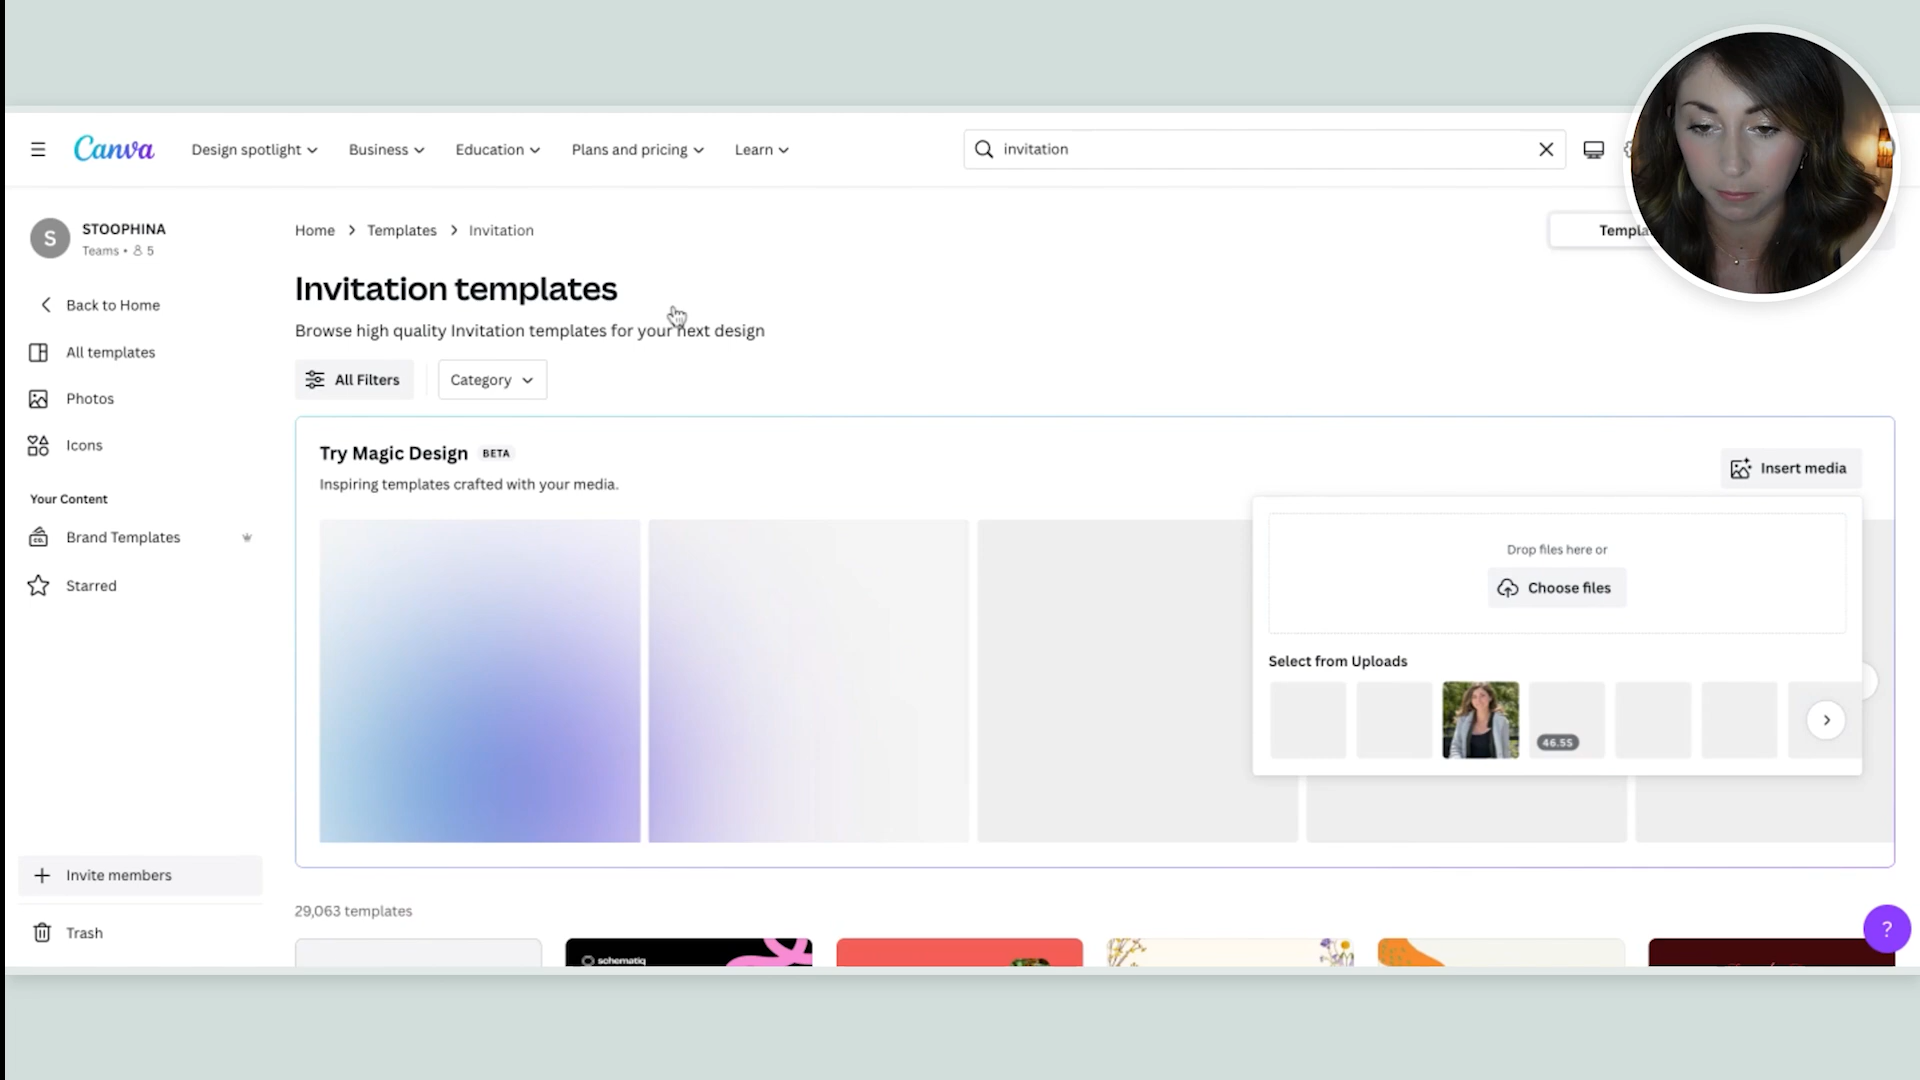 Canva
Design spotlight
Business
Education
Plans and pricing
Learn
invitation
S
STOOPHINA
Teams • 5
Home > Templates > Invitation
Back to Home
Invitation templates
Browse high quality Invitation templates for your next design
All templates
All Filters
Category
Photos
Icons
Try Magic Design BETA
Insert media
Inspiring templates crafted with your media.
Your Content
Brand Templates
Starred
Drop files here or
Choose files
Select from Uploads
46.5s
Invite members
29,063 templates
Trash
schematiq
?